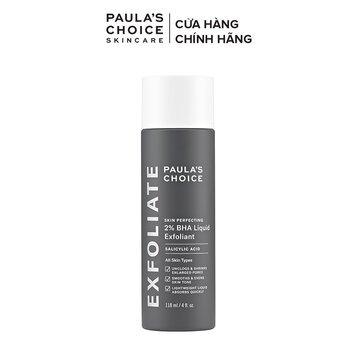 PAULA'S
CHOICE
SKINCARE
CỬA HÀNG
CHÍNH HÃNG
EXFOLIATE
PAULA'S
CHOICE
SKIN PERFECTING
2% BHA Liquid
Exfoliant
SALICYLIC ACID
All Skin Types
UNCLOGS & SHRINKS
ENLARGED PORES
SMOOTHS & EVENS
SKIN TONE
LIGHTWEIGHT LIQUID
ABSORBS QUICKLY
118 ml / 4 fl. oz.